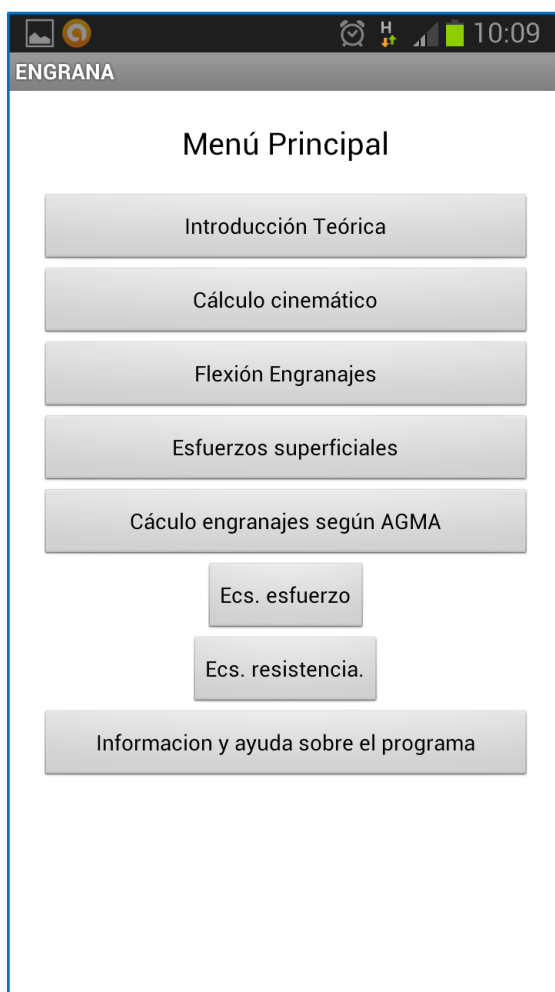 H
10:09
ENGRANA
Menú Principal
Introducción Teórica
Cálculo cinemático
Flexión Engranajes
Esfuerzos superficiales
Cáculo engranajes según AGMA
Ecs. esfuerzo
Ecs. resistencia.
Informacion y ayuda sobre el programa